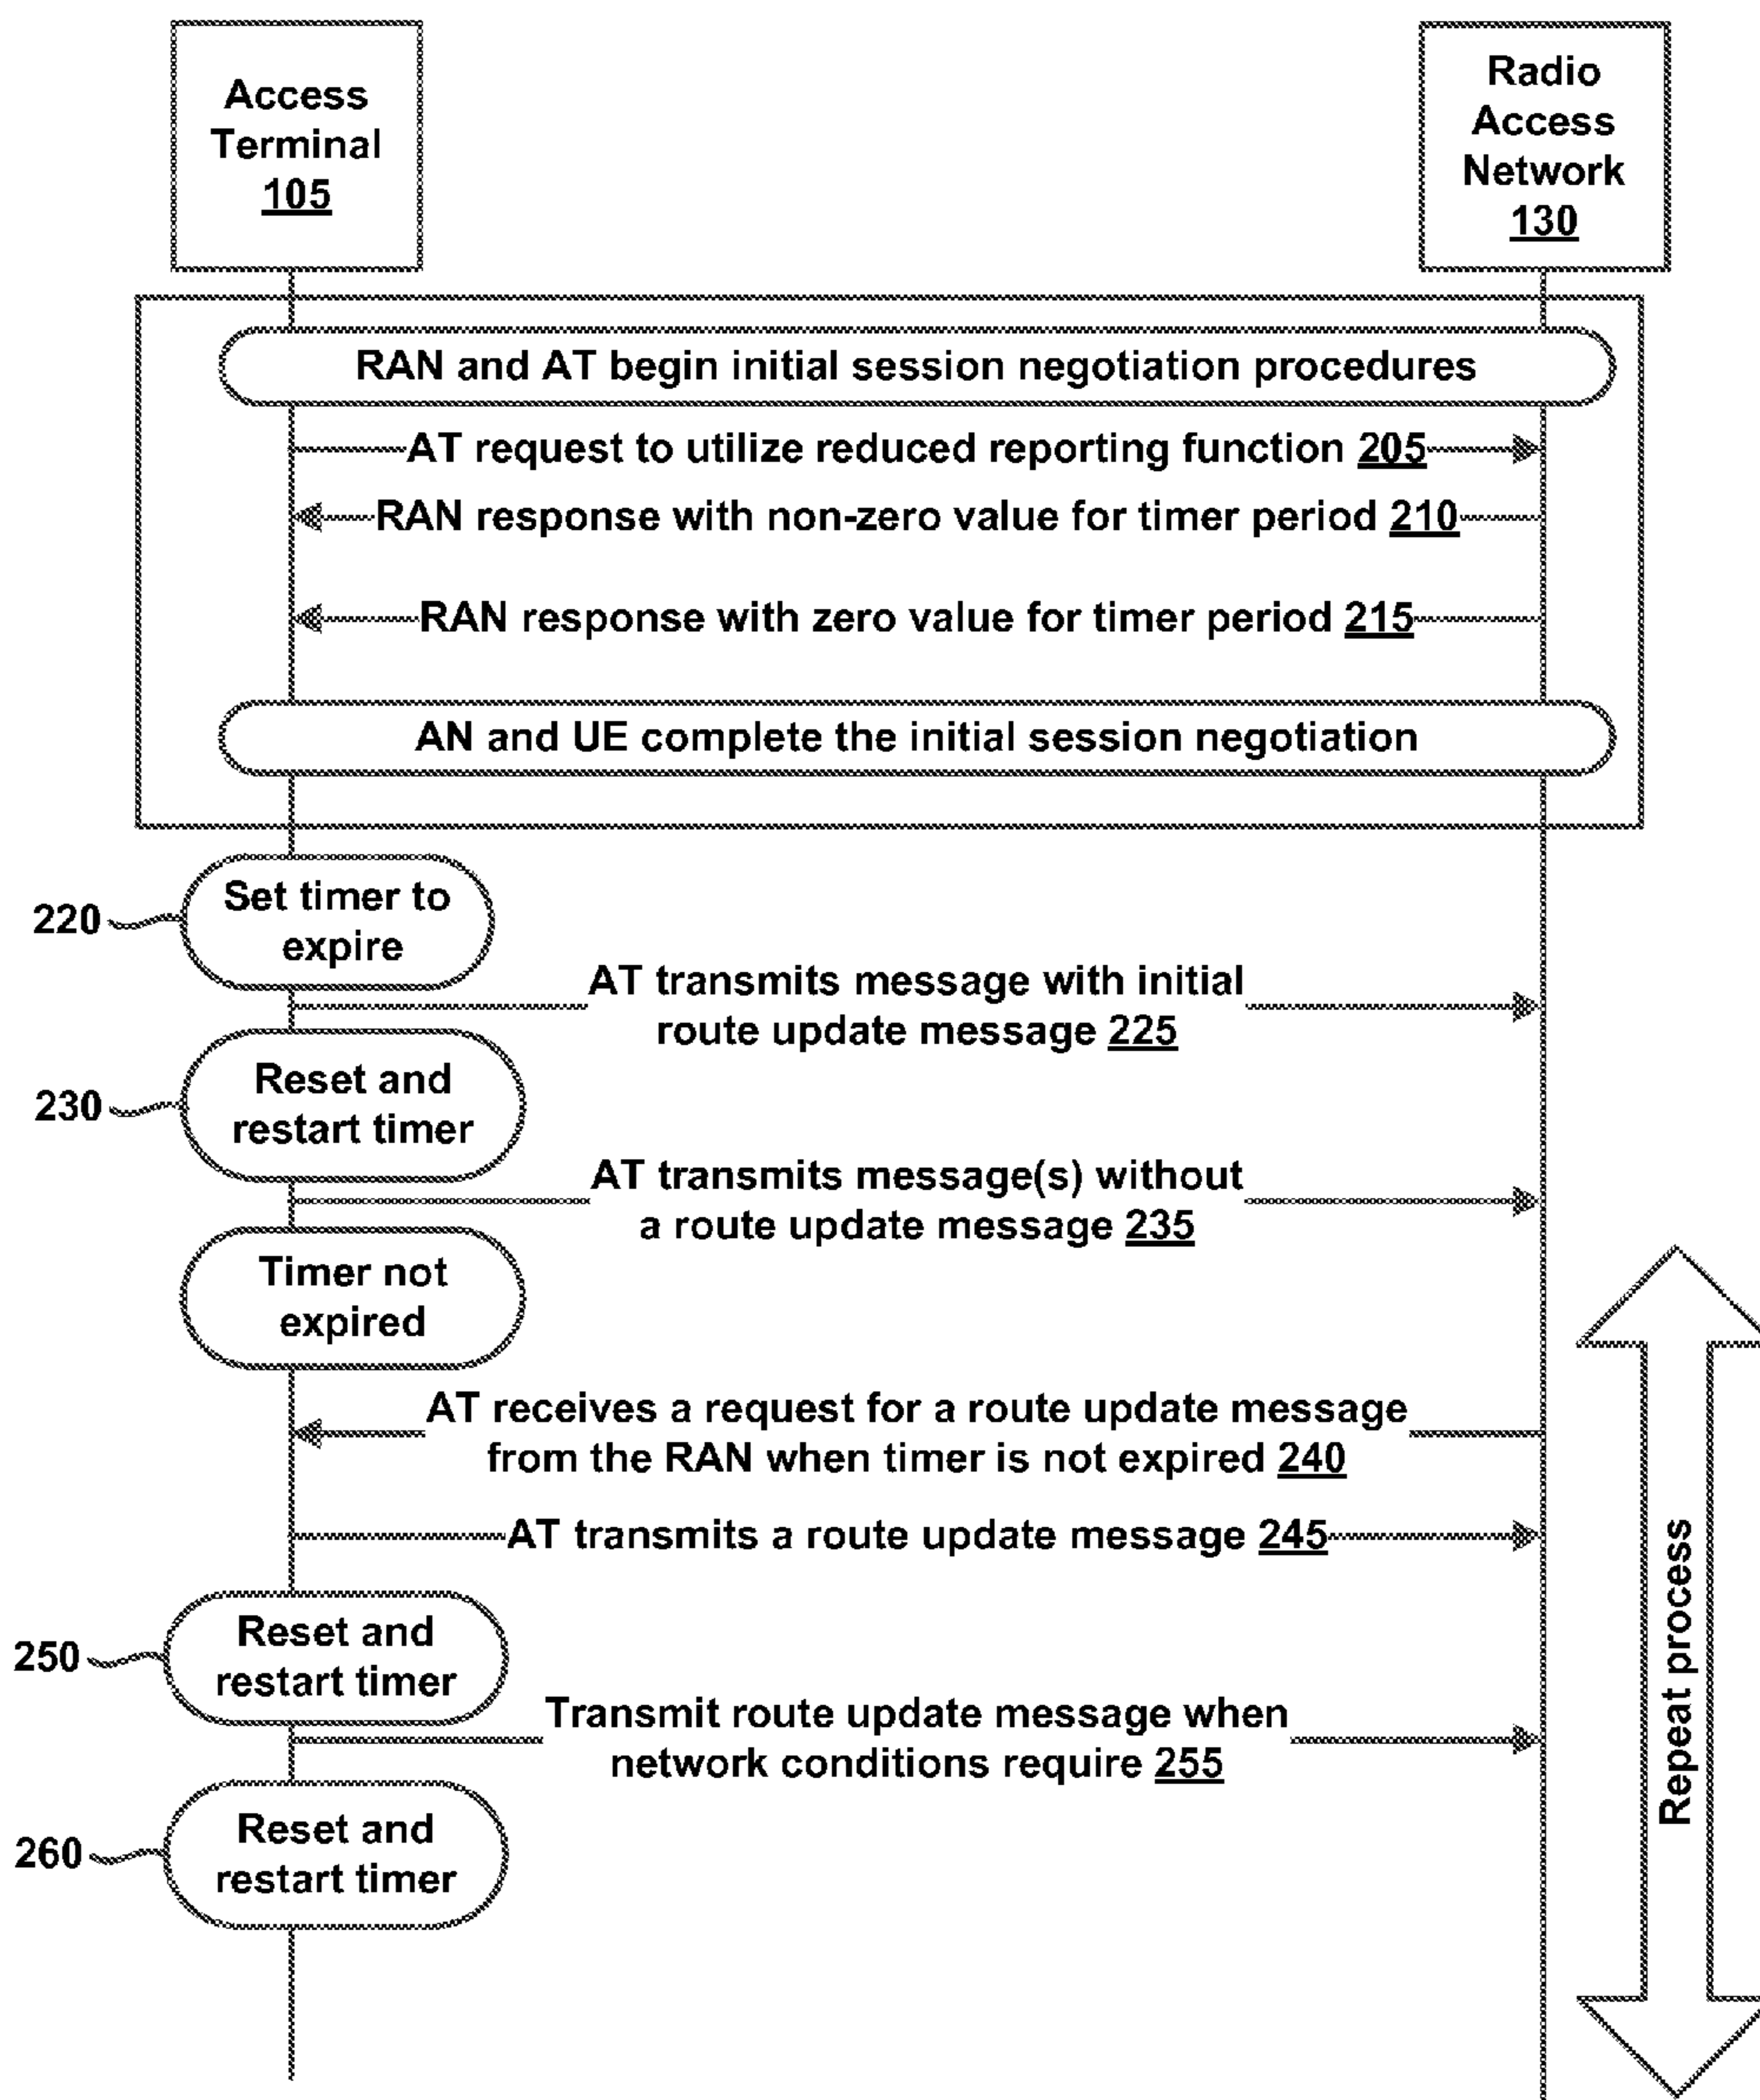 Access
Terminal
105
Radio
Access
Network
130
RAN and AT begin initial session negotiation procedures
AT request to utilize reduced reporting function 205
RAN response with non-zero value for timer period 210
RAN response with zero value for timer period 215
AN and UE complete the initial session negotiation
220
Set timer to
expire
AT transmits message with initial
route update message 225
230
Reset and
restart timer
AT transmits message(s) without
a route update message 235
Timer not
expired
AT receives a request for a route update message
from the RAN when timer is not expired 240
AT transmits a route update message 245
250
Reset and
restart timer
Transmit route update message when
network conditions require 255
260
Reset and
restart timer
Repeat process